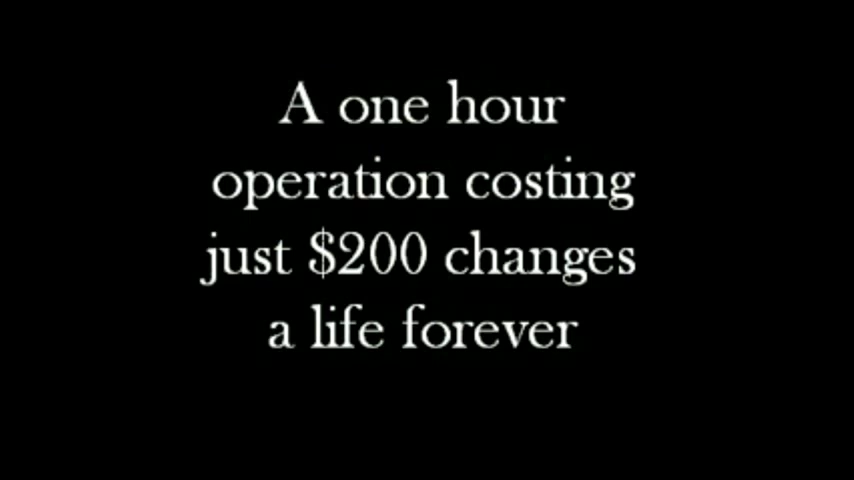 A one hour
operation costing
just $200 changes
a life forever